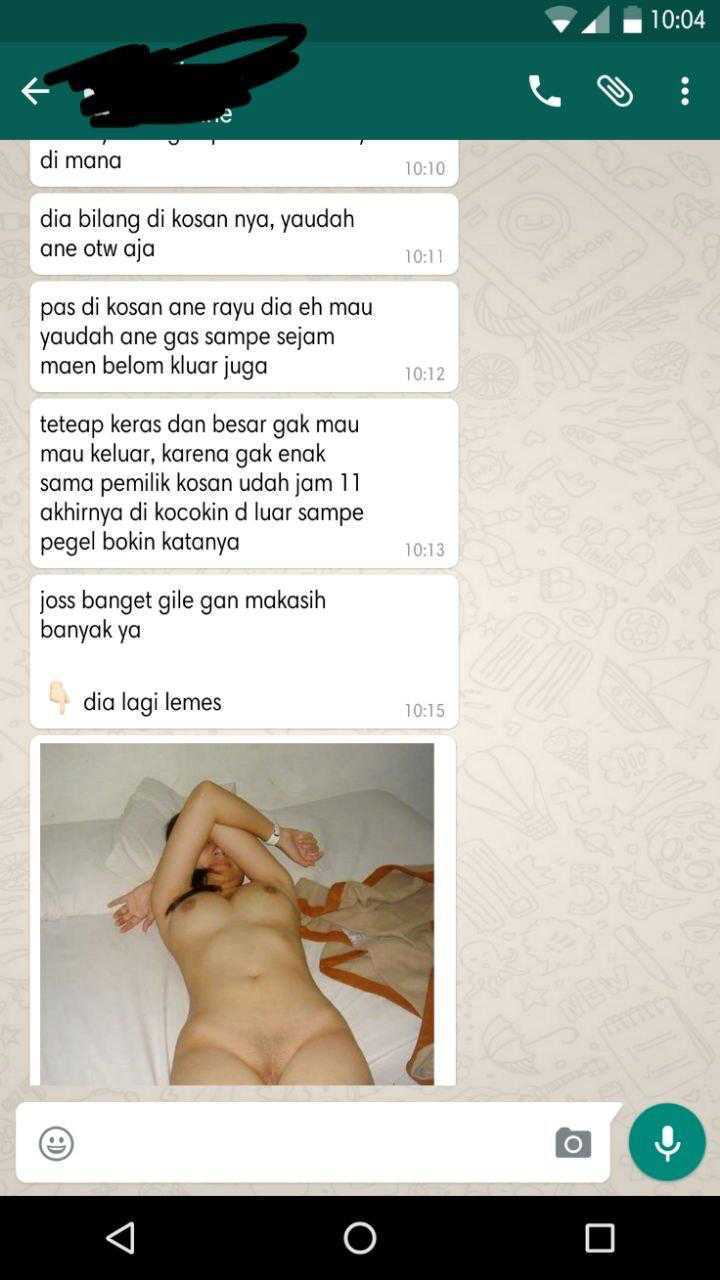 10:04
di mana
10:10
dia bilang di kosan nya, yaudah
ane otw aja
10:11
pas di kosan ane rayu dia eh mau
yaudah ane gas sampe sejam
maen belom kluar juga
10:12
teteap keras dan besar gak mau
mau keluar, karena gak enak
sama pemilik kosan udah jam 11
akhirnya di kocokin d luar sampe
pegel bokin katanya
10:13
joss banget gile gan makasih
banyak ya
👇🏻 dia lagi lemes
10:15